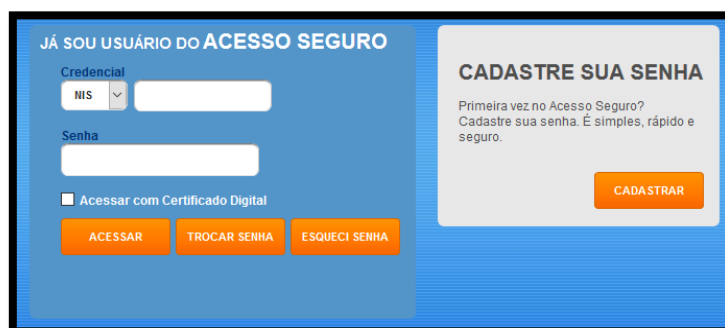 JÁ SOU USUÁRIO DO ACESSO SEGURO
Credencial
NIS
Senha
Acessar com Certificado Digital
ACESSAR
TROCAR SENHA
ESQUECI SENHA
CADASTRE SUA SENHA
Primeira vez no Acesso Seguro?
Cadastre sua senha. É simples, rápido e
seguro.
CADASTRAR